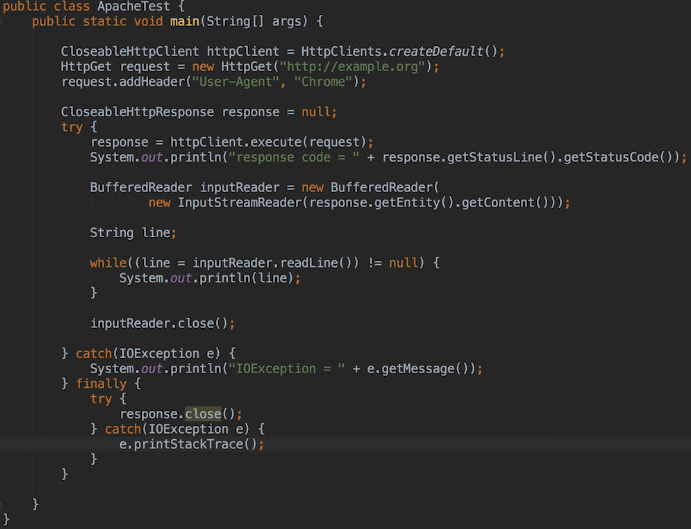 public class ApacheTest {
    public static void main(String[] args) {

        CloseableHttpClient httpClient = HttpClients.createDefault();
        HttpGet request = new HttpGet("http://example.org");
        request.addHeader("User-Agent", "Chrome");

        CloseableHttpResponse response = null;
        try {
            response = httpClient.execute(request);
            System.out.println("response code = " + response.getStatusLine().getStatusCode());

            BufferedReader inputReader = new BufferedReader(
                    new InputStreamReader(response.getEntity().getContent()));

            String line;

            while((line = inputReader.readLine()) != null) {
                System.out.println(line);
            }

            inputReader.close();

        } catch(IOException e) {
            System.out.println("IOException = " + e.getMessage());
        } finally {
            try {
                response.close();
            } catch(IOException e) {
                e.printStackTrace();
            }
        }

    }
}